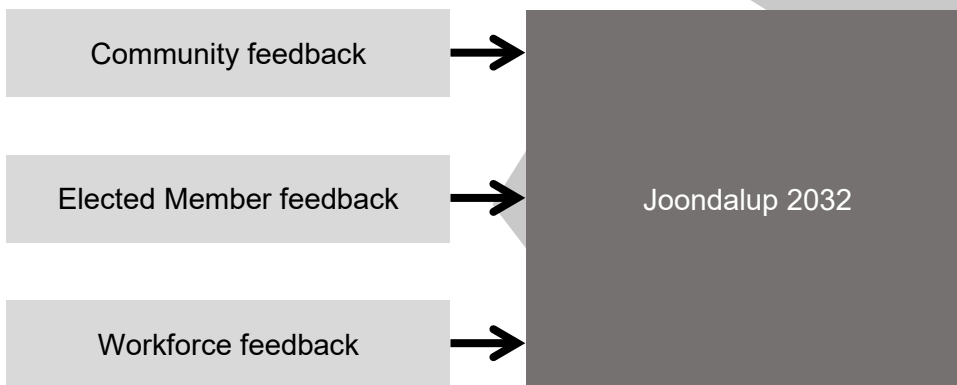 Community feedback
Elected Member feedback
Joondalup 2032
Workforce feedback